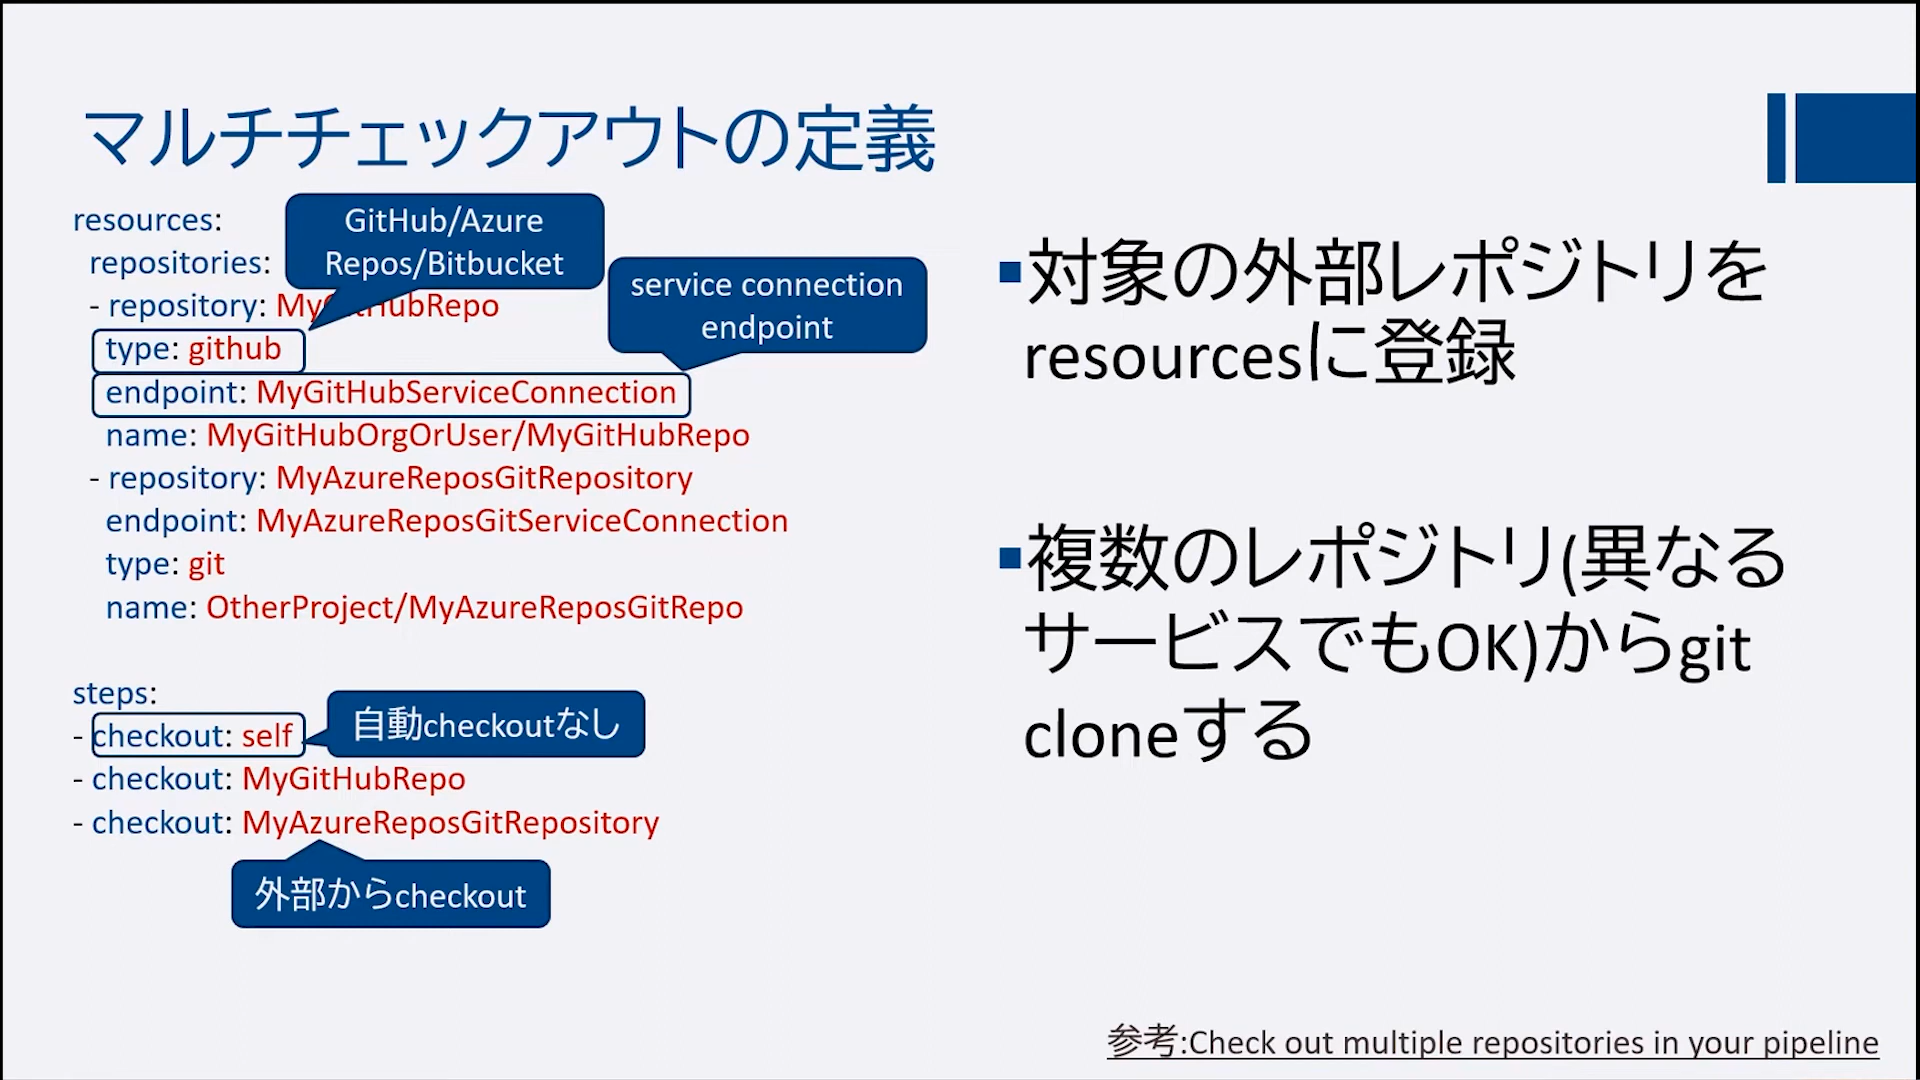 マルチチェックアウトの定義
resources:
GitHub/Azure
Repos/Bitbucket
repositories:
service connection
endpoint
- repository: MyGitHubRepo
type: github
endpoint: MyGitHubServiceConnection
name: MyGitHubOrgOrUser/MyGitHubRepo
- repository: MyAzureReposGitRepository
endpoint: MyAzureReposGitServiceConnection
type: git
name: OtherProject/MyAzureReposGitRepo
steps:
- checkout: self
自動checkoutなし
- checkout: MyGitHubRepo
- checkout: MyAzureReposGitRepository
外部からcheckout
▪対象の外部レポジトリを
resourcesに登録
▪複数のレポジトリ(異なる
サービスでもOK)からgit
cloneする
参考:Check out multiple repositories in your pipeline